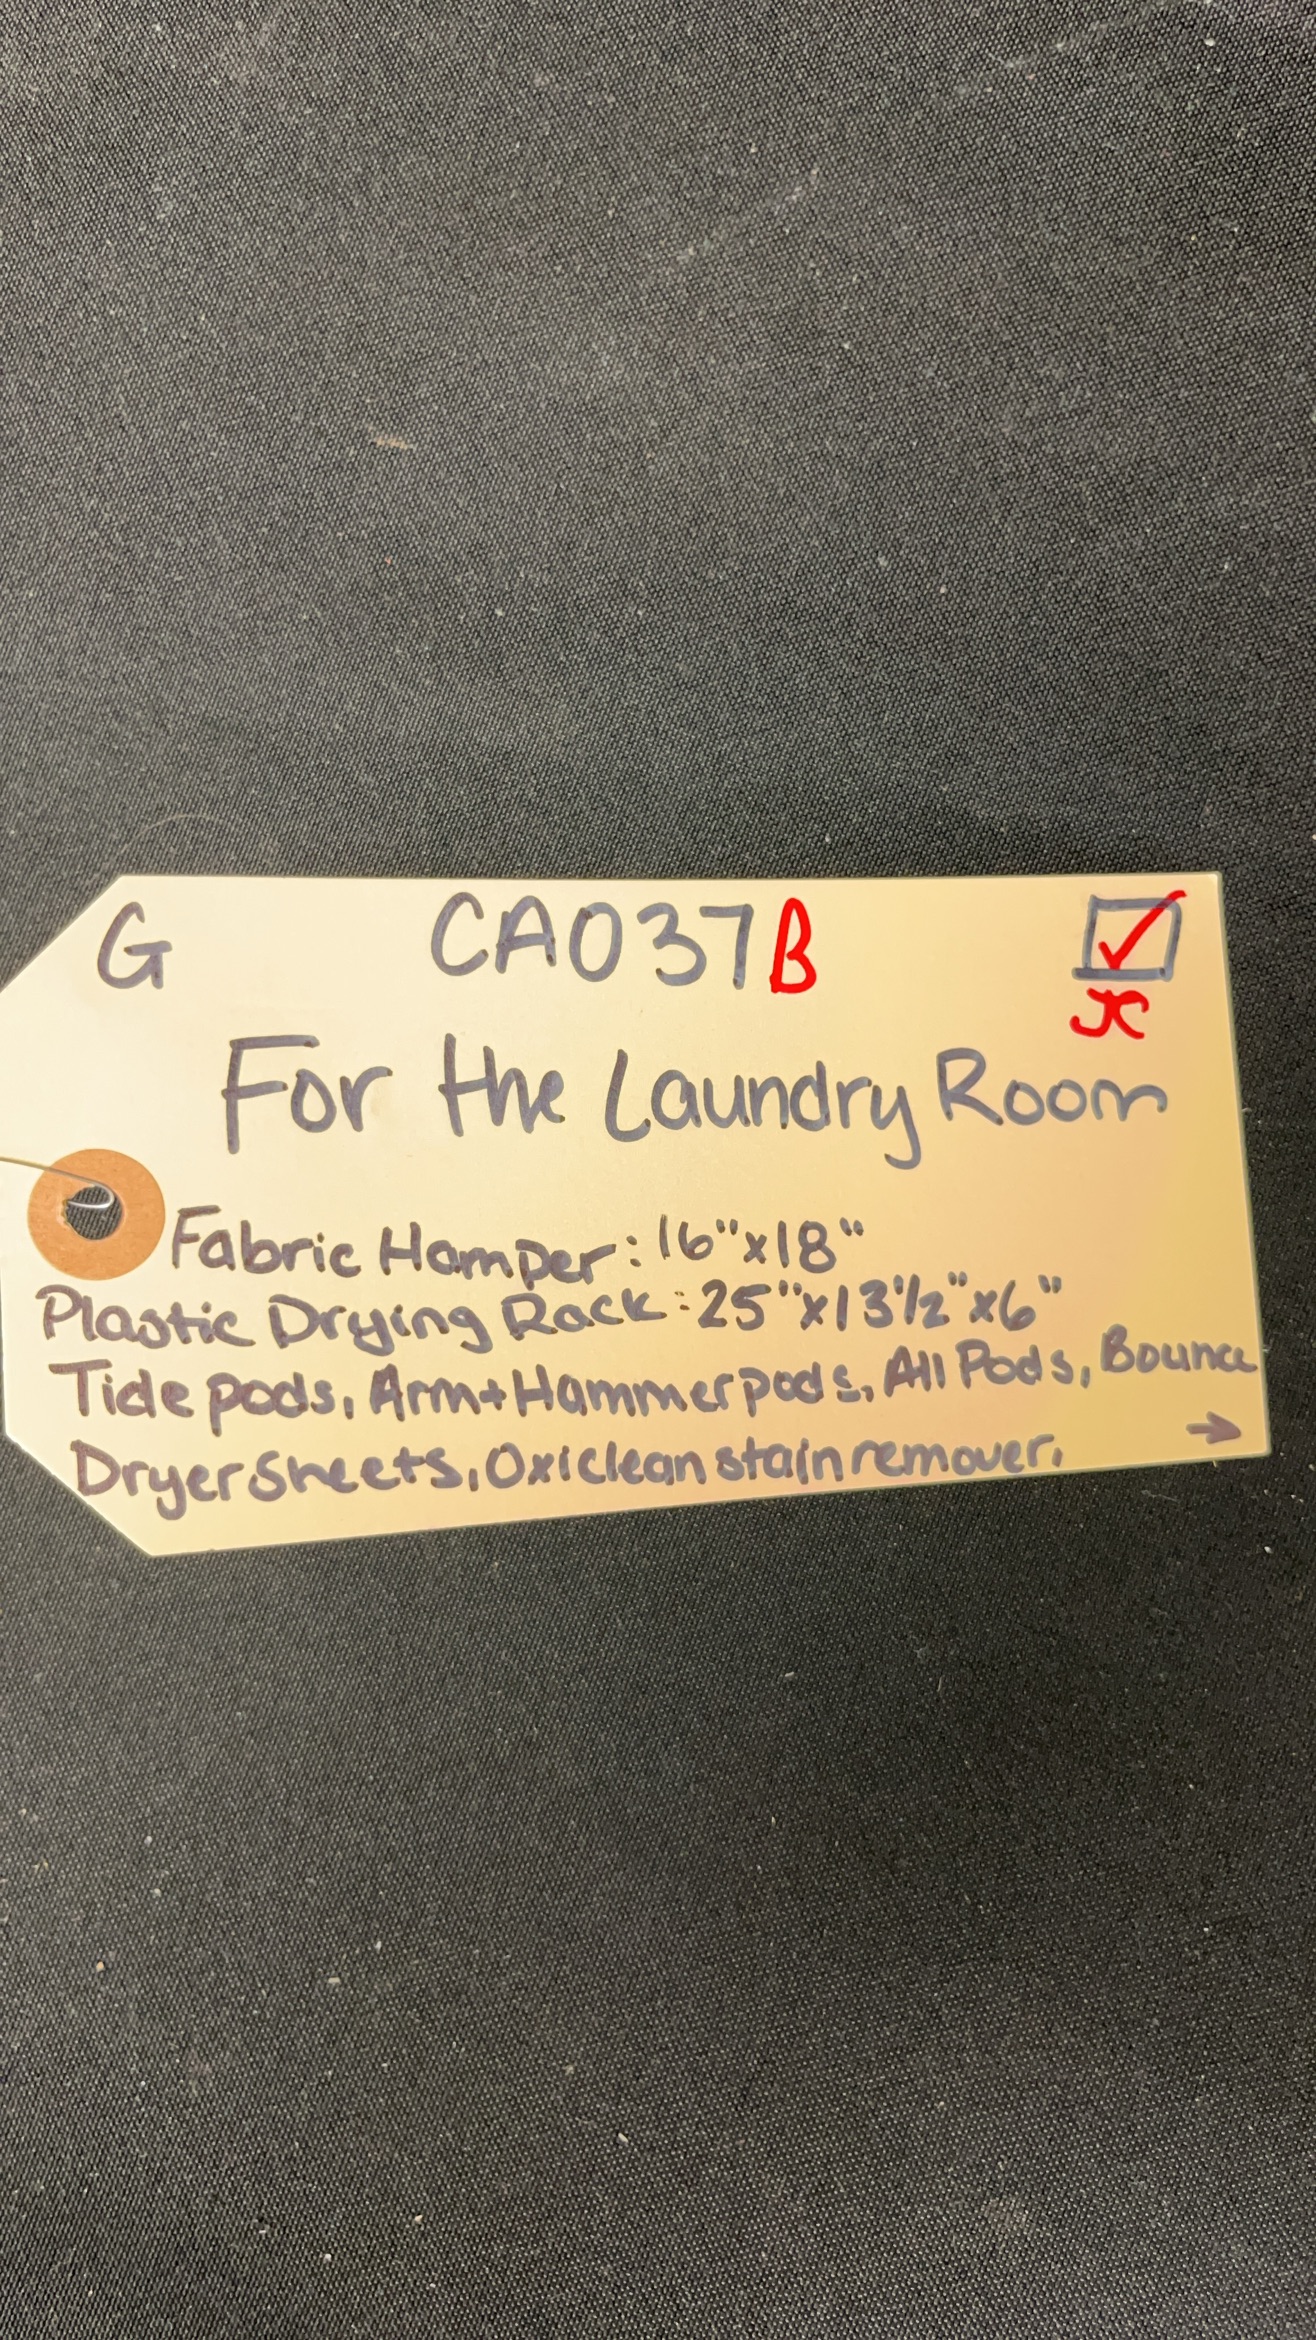 G CA037B ☑
JC
For the Laundry Room
Fabric Hamper: 16"x18"
Plastic Drying Rack: 25"x13½"x6"
Tide pods, Arm+Hammer pods, All Pods, Bounce
Dryer Sheets, Oxiclean stain remover, →